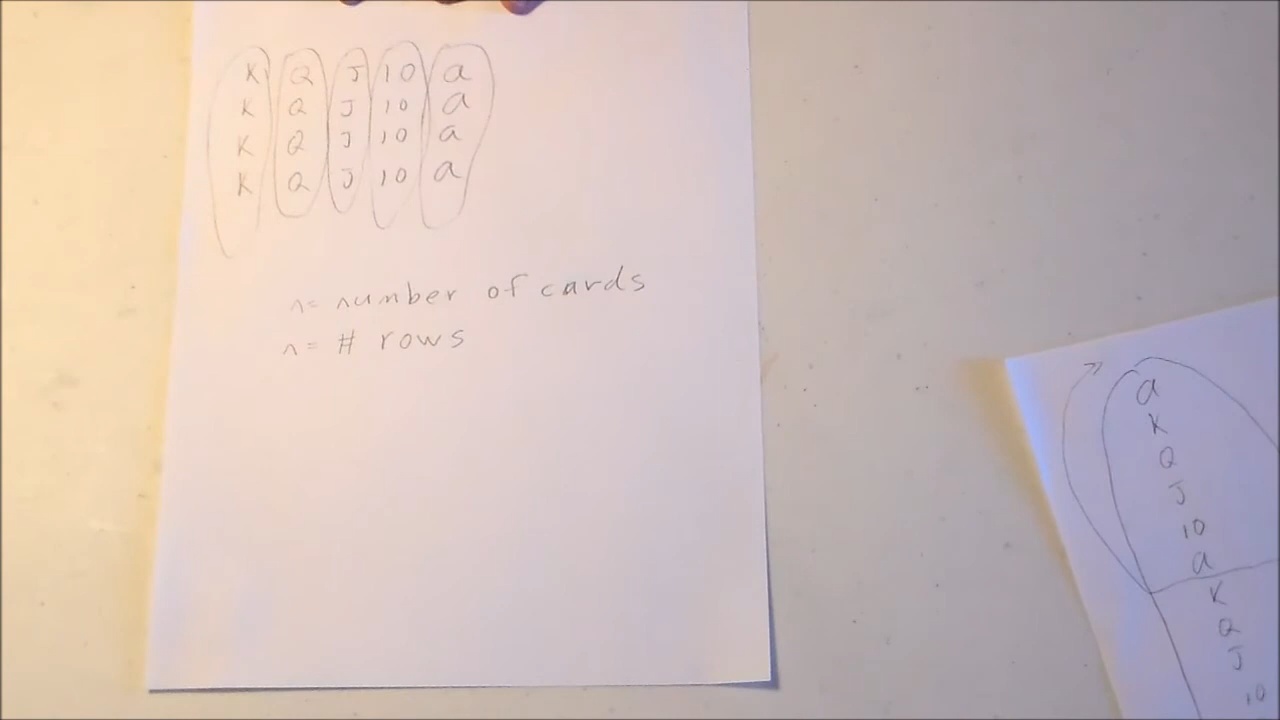 K Q J 10 a
K Q J 10 a
K Q J 10 a
K Q J 10 a
n= number of cards
n= # rows
a
K
Q
J
10
a
K
Q
J
10